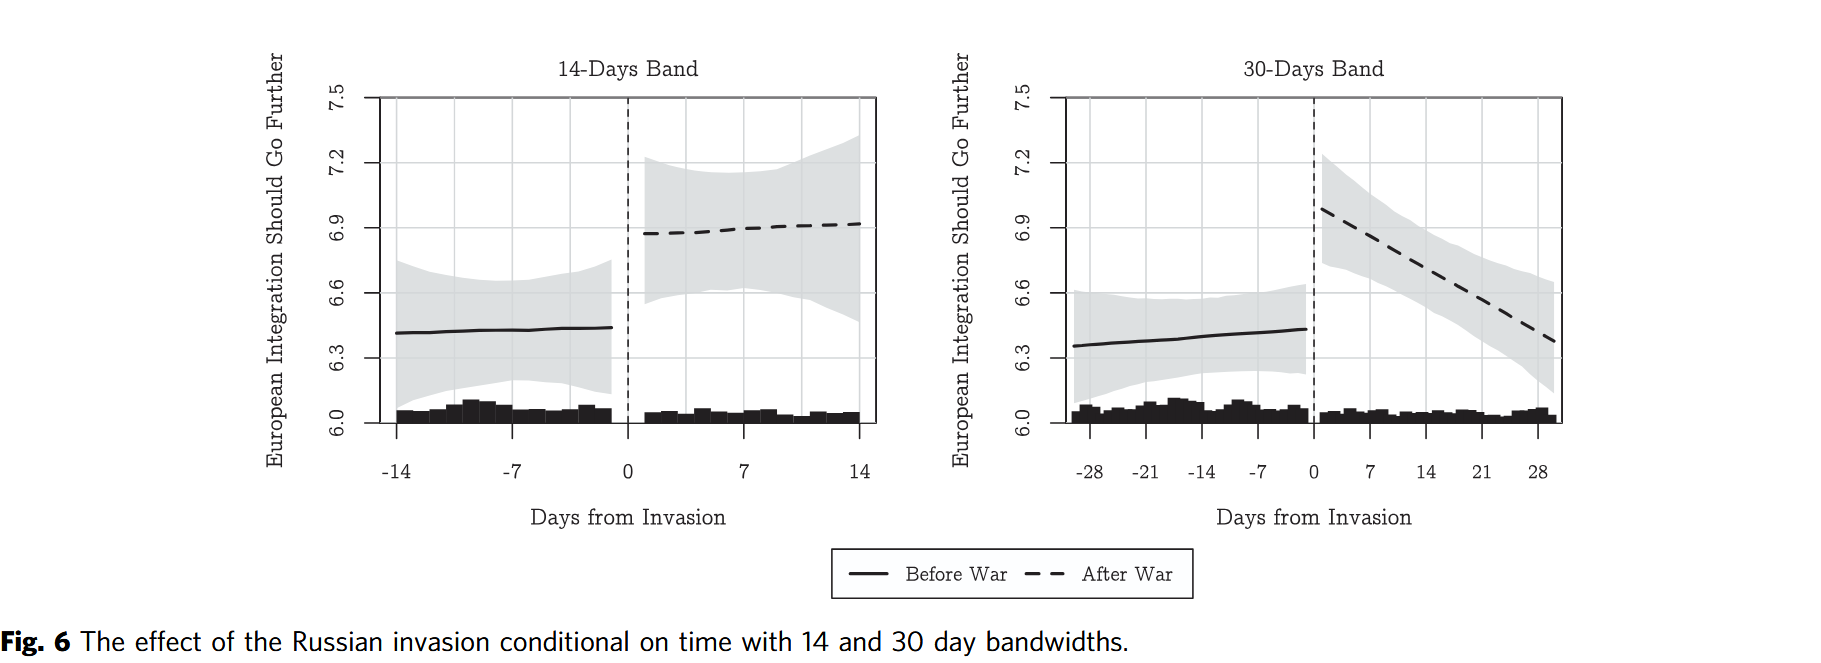 14-Days Band
European Integration Should Go Further
7.5
7.2
6.9
6.6
6.3
6.0
-14 -7 0 7 14
Days from Invasion
30-Days Band
European Integration Should Go Further
7.5
7.2
6.9
6.6
6.3
6.0
-28 -21 -14 -7 0 7 14 21 28
Days from Invasion
Before War After War
Fig. 6 The effect of the Russian invasion conditional on time with 14 and 30 day bandwidths.